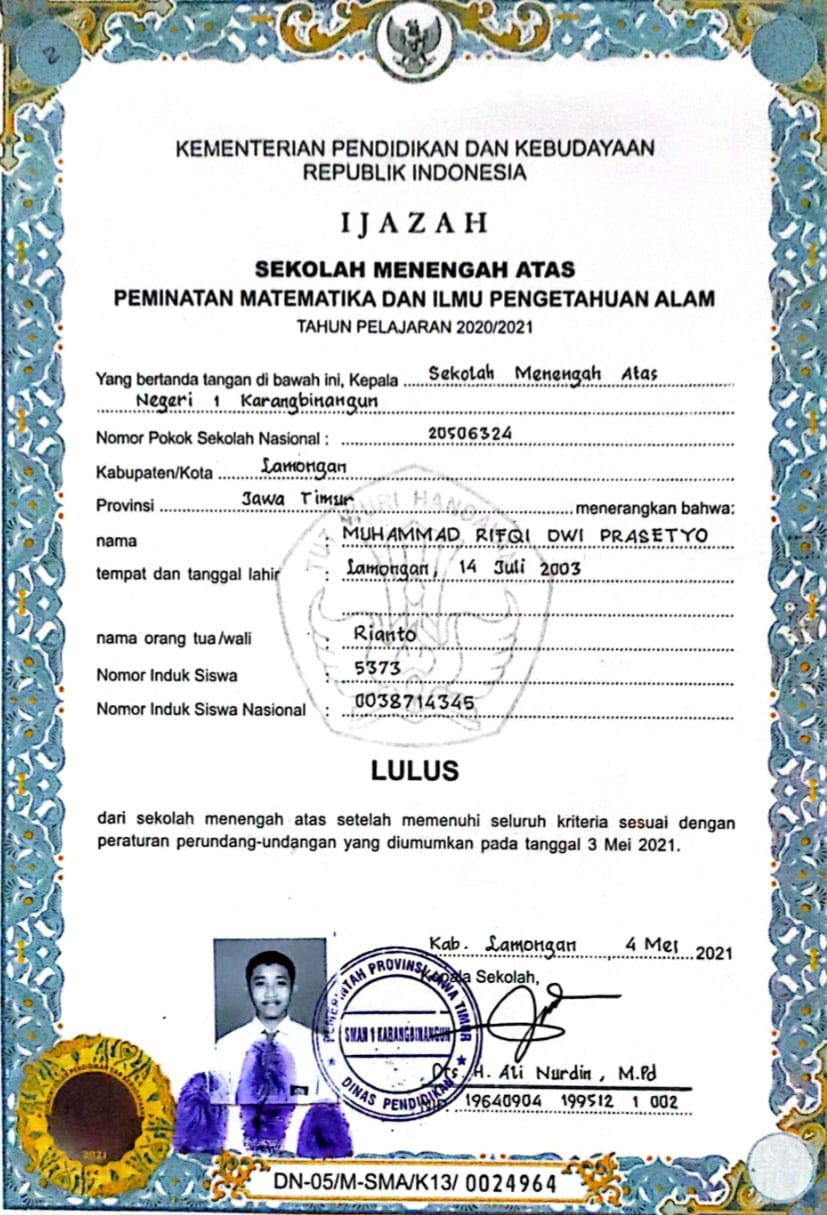 2
KEMENTERIAN PENDIDIKAN DAN KEBUDAYAAN
REPUBLIK INDONESIA
IJAZAH
SEKOLAH MENENGAH ATAS
PEMINATAN MATEMATIKA DAN ILMU PENGETAHUAN ALAM
TAHUN PELAJARAN 2020/2021
Yang bertanda tangan di bawah ini, Kepala Sekolah Menengah Atas
Negeri 1 Karangbinangun
Nomor Pokok Sekolah Nasional : 20506324
Kabupaten/Kota Lamongan
Provinsi Jawa Timur menerangkan bahwa:
nama : MUHAMMAD RIFQI DWI PRASETYO
tempat dan tanggal lahir : Lamongan, 14 Juli 2003
nama orang tua/wali : Rianto
Nomor Induk Siswa : 5373
Nomor Induk Siswa Nasional : 0038714345
TUT WURI HANDAYANI
LULUS
dari sekolah menengah atas setelah memenuhi seluruh kriteria sesuai dengan
peraturan perundang-undangan yang diumumkan pada tanggal 3 Mei 2021.
Kab. Lamongan, 4 Mei 2021
Kepala Sekolah,
PEMERINTAH PROVINSI JAWA TIMUR
SMAN 1 KARANGBINANGUN
DINAS PENDIDIKAN
Drs. H. Ali Nurdin, M.Pd
19640904 199512 1 002
2021
DN-05/M-SMA/K13/ 0024964